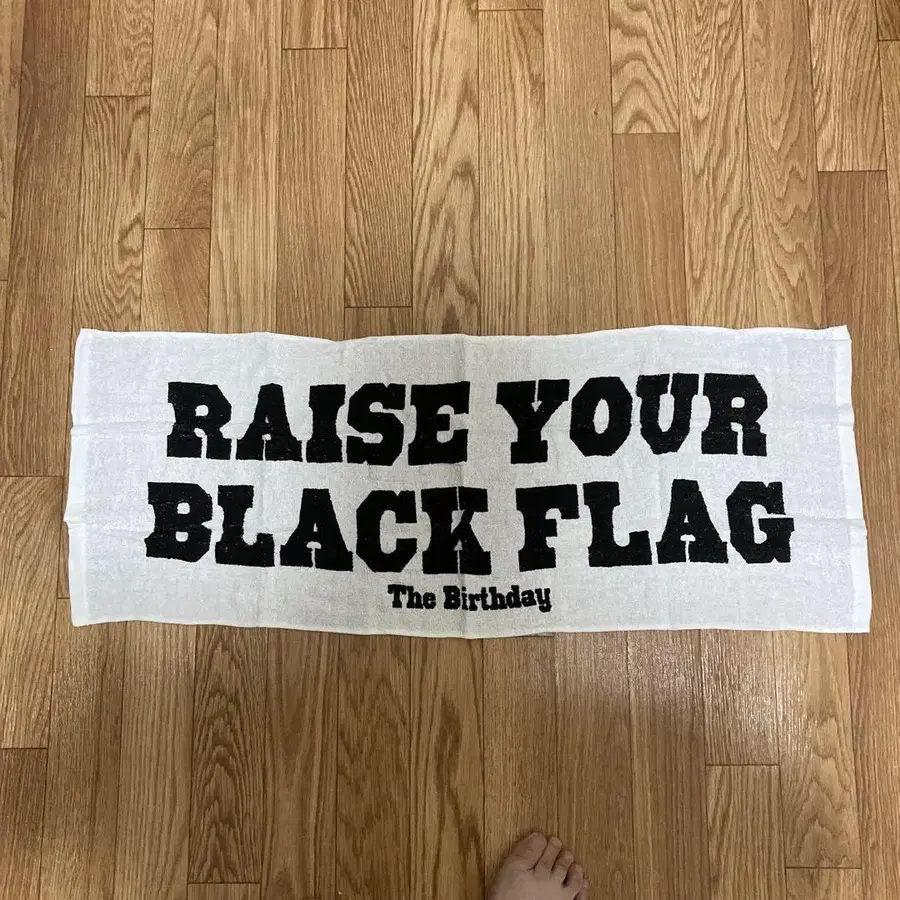 RAISE YOUR
BLACK FLAG
The Birthday